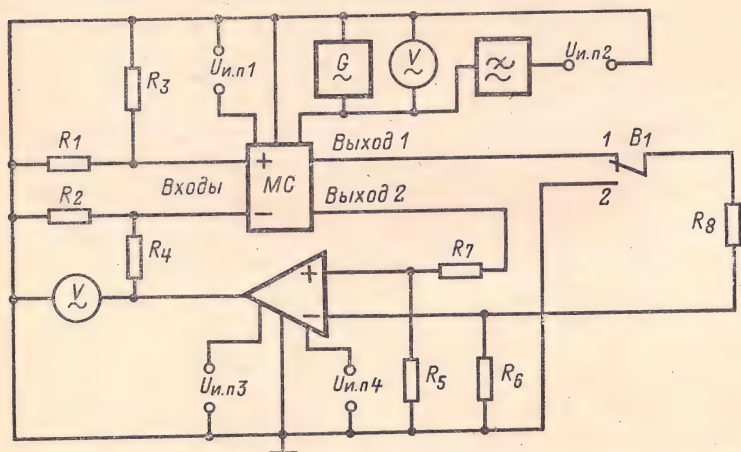 Uи.п1
G
~
V
~
~
Uи.п2
R3
R1
+
Выход 1
1
В1
Входы
МС
2
R2
−
Выход 2
R8
R4
R7
V
~
+
−
Uи.п3
Uи.п4
R5
R6